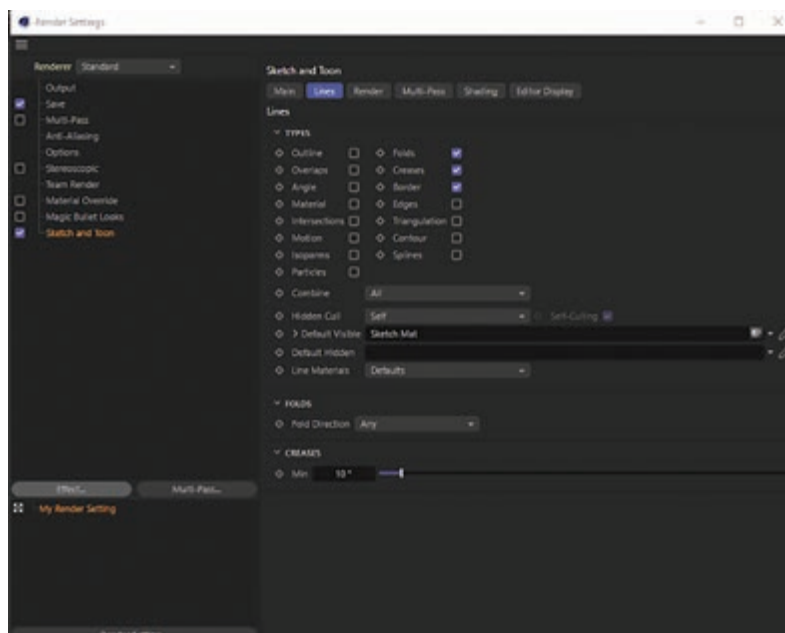 Render Settings
Renderer Standard
Output
Save
Multi-Pass
Anti-Aliasing
Options
Stereoscopic
Team Render
Material Override
Magic Bullet Looks
Sketch and Toon
Effect...
Multi-Pass...
My Render Setting
Sketch and Toon
Main Lines Render Multi-Pass Shading Editor Display
Lines
TYPES
Outline Folds
Overlaps Creases
Angle Border
Material Edges
Intersections Triangulation
Motion Contour
Isoparms Splines
Particles
Combine All
Hidden Cull Self Self-Culling
> Default Visible Sketch Mat
Default Hidden
Line Materials Defaults
FOLDS
Fold Direction Any
CREASES
Min 10 °